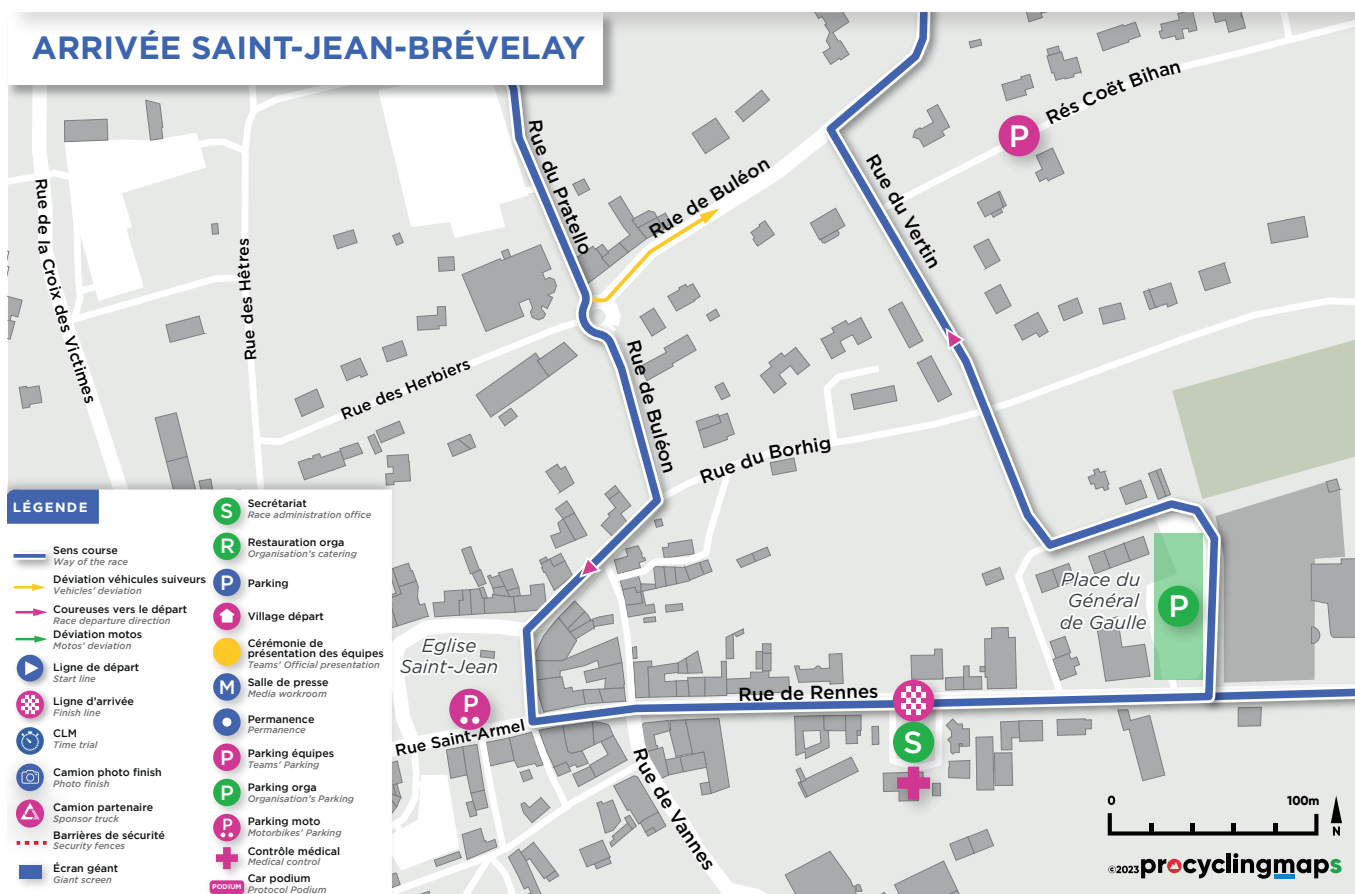 ARRIVÉE SAINT-JEAN-BRÉVELAY
Rés Coët Bihan
P
Rue du Pratello
Rue de Buléon
Rue du Vertin
Rue de la Croix des Victimes
Rue des Hêtres
Rue des Herbiers
Rue de Buléon
Rue du Borhig
Place du
Général
de Gaulle
P
Eglise
Saint-Jean
P
Rue Saint-Armel
Rue de Rennes
S
Rue de Vannes
LÉGENDE
Sens course
Way of the race
Déviation véhicules suiveurs
Vehicles' deviation
Coureuses vers le départ
Race departure direction
Déviation motos
Motos' deviation
Ligne de départ
Start line
Ligne d'arrivée
Finish line
CLM
Time trial
Camion photo finish
Photo finish
Camion partenaire
Sponsor truck
Barrières de sécurité
Security fences
Écran géant
Giant screen
S
Secrétariat
Race administration office
R
Restauration orga
Organisation's catering
P
Parking
Village départ
Cérémonie de
présentation des équipes
Teams' Official presentation
M
Salle de presse
Media workroom
Permanence
Permanence
P
Parking équipes
Teams' Parking
P
Parking orga
Organisation's Parking
P
Parking moto
Motorbikes' Parking
Contrôle médical
Medical control
PODIUM
Car podium
Protocol Podium
0 100m
N
©2023 procyclingmaps